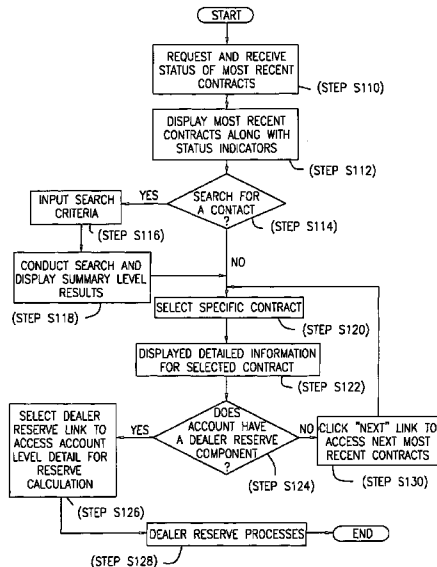 START
REQUEST AND RECEIVE
STATUS OF MOST RECENT
CONTRACTS
(STEP S110)
DISPLAY MOST RECENT
CONTRACTS ALONG WITH
STATUS INDICATORS
(STEP S112)
SEARCH FOR
A CONTACT
?
(STEP S114)
YES
INPUT SEARCH
CRITERIA
(STEP S116)
CONDUCT SEARCH AND
DISPLAY SUMMARY LEVEL
RESULTS
(STEP S118)
NO
SELECT SPECIFIC CONTRACT
(STEP S120)
DISPLAYED DETAILED INFORMATION
FOR SELECTED CONTRACT
(STEP S122)
DOES
ACCOUNT HAVE
A DEALER RESERVE
COMPONENT
?
(STEP S124)
YES
SELECT DEALER
RESERVE LINK TO
ACCESS ACCOUNT
LEVEL DETAIL FOR
RESERVE
CALCULATION
(STEP S126)
NO
CLICK "NEXT" LINK TO
ACCESS NEXT MOST
RECENT CONTRACTS
(STEP S130)
DEALER RESERVE PROCESSES
(STEP S128)
END